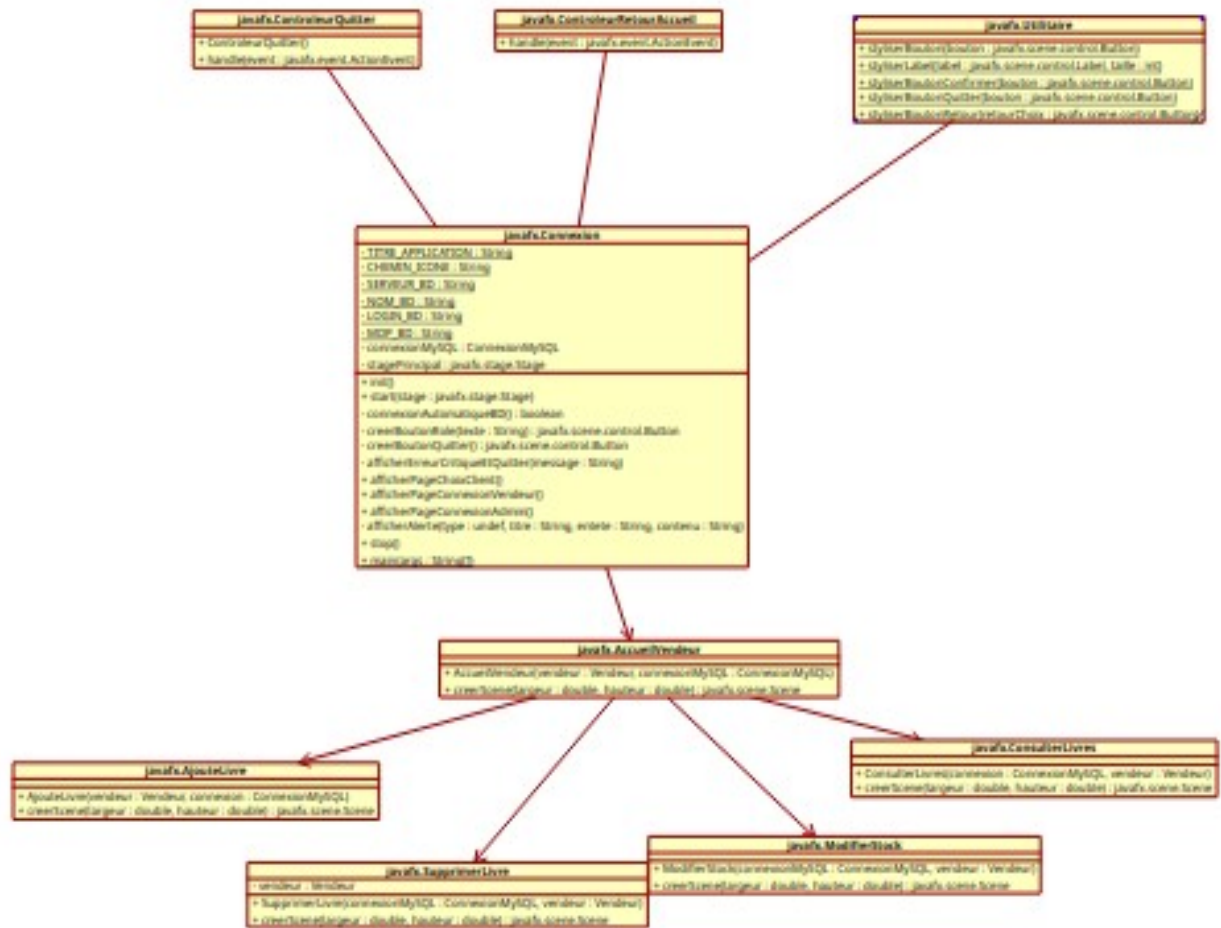 javafx.ControleurQuitter
+ ControleurQuitter()
+ handle(event : javafx.event.ActionEvent)
javafx.ControleurRetourAccueil
+ handle(event : javafx.event.ActionEvent)
javafx.Utilitaire
+ styliserBouton(bouton : javafx.scene.control.Button)
+ styliserLabel(label : javafx.scene.control.Label, taille : int)
+ styliserBoutonConfirmer(bouton : javafx.scene.control.Button)
+ styliserBoutonQuitter(bouton : javafx.scene.control.Button)
+ styliserBoutonRetour(retourChoix : javafx.scene.control.Button)
javafx.Connexion
- TITRE_APPLICATION : String
- CHEMIN_ICONE : String
- SERVEUR_BD : String
- NOM_BD : String
- LOGIN_BD : String
- MDP_BD : String
- connexionMySQL : ConnexionMySQL
- stagePrincipal : javafx.stage.Stage
+ init()
+ start(stage : javafx.stage.Stage)
- connexionAutomatiqueBD() : boolean
- creerBoutonRole(texte : String) : javafx.scene.control.Button
- creerBoutonQuitter() : javafx.scene.control.Button
- afficherErreurCritiqueEtQuitter(message : String)
+ afficherPageChoixClient()
+ afficherPageConnexionVendeur()
+ afficherPageConnexionAdmin()
- afficherAlerte(type : undef, titre : String, entete : String, contenu : String)
+ stop()
+ main(args : String[])
javafx.AccueilVendeur
+ AccueilVendeur(vendeur : Vendeur, connexionMySQL : ConnexionMySQL)
+ creerScene(largeur : double, hauteur : double) : javafx.scene.Scene
javafx.AjouteLivre
+ AjouteLivre(vendeur : Vendeur, connexion : ConnexionMySQL)
+ creerScene(largeur : double, hauteur : double) : javafx.scene.Scene
javafx.ConsulterLivres
+ ConsulterLivres(connexion : ConnexionMySQL, vendeur : Vendeur)
+ creerScene(largeur : double, hauteur : double) : javafx.scene.Scene
javafx.SupprimerLivre
- vendeur : Vendeur
+ SupprimerLivre(connexionMySQL : ConnexionMySQL, vendeur : Vendeur)
+ creerScene(largeur : double, hauteur : double) : javafx.scene.Scene
javafx.ModifierStock
+ ModifierStock(connexionMySQL : ConnexionMySQL, vendeur : Vendeur)
+ creerScene(largeur : double, hauteur : double) : javafx.scene.Scene